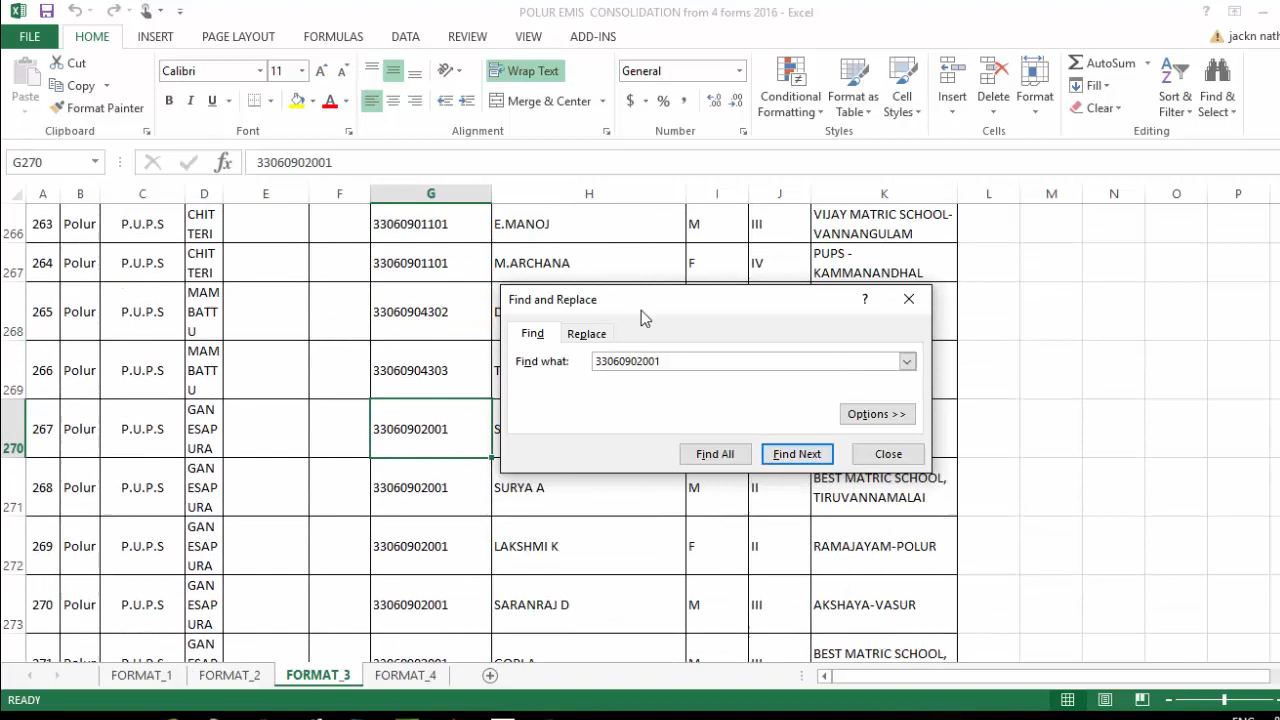 POLUR EMIS CONSOLIDATION from 4 forms 2016 - Excel
FILE HOME INSERT PAGE LAYOUT FORMULAS DATA REVIEW VIEW ADD-INS jackn nath
Paste Cut Copy Format Painter Clipboard
Calibri 11 B I U Font
Wrap Text Merge & Center Alignment
General $ % , Number
Conditional Formatting Format as Table Cell Styles Styles
Insert Delete Format Cells
AutoSum Fill Clear Sort & Filter Find & Select Editing
G270 fx 33060902001
A B C D E F G H I J K L M N O P
266 263 Polur P.U.P.S CHIT TERI 33060901101 E.MANOJ M III VIJAY MATRIC SCHOOL- VANNANGULAM
267 264 Polur P.U.P.S CHIT TERI 33060901101 M.ARCHANA F IV PUPS - KAMMANANDHAL
268 265 Polur P.U.P.S MAM BATT U 33060904302
269 266 Polur P.U.P.S MAM BATT U 33060904303
270 267 Polur P.U.P.S GAN ESAP URA 33060902001
271 268 Polur P.U.P.S GAN ESAP URA 33060902001 SURYA A M II BEST MATRIC SCHOOL, TIRUVANNAMALAI
272 269 Polur P.U.P.S GAN ESAP URA 33060902001 LAKSHMI K F II RAMAJAYAM-POLUR
273 270 Polur P.U.P.S GAN ESAP URA 33060902001 SARANRAJ D M III AKSHAYA-VASUR
GAN ESAP BEST MATRIC SCHOOL,
Find and Replace ?
Find Replace
Find what: 33060902001
Options >>
Find All Find Next Close
FORMAT_1 FORMAT_2 FORMAT_3 FORMAT_4
READY